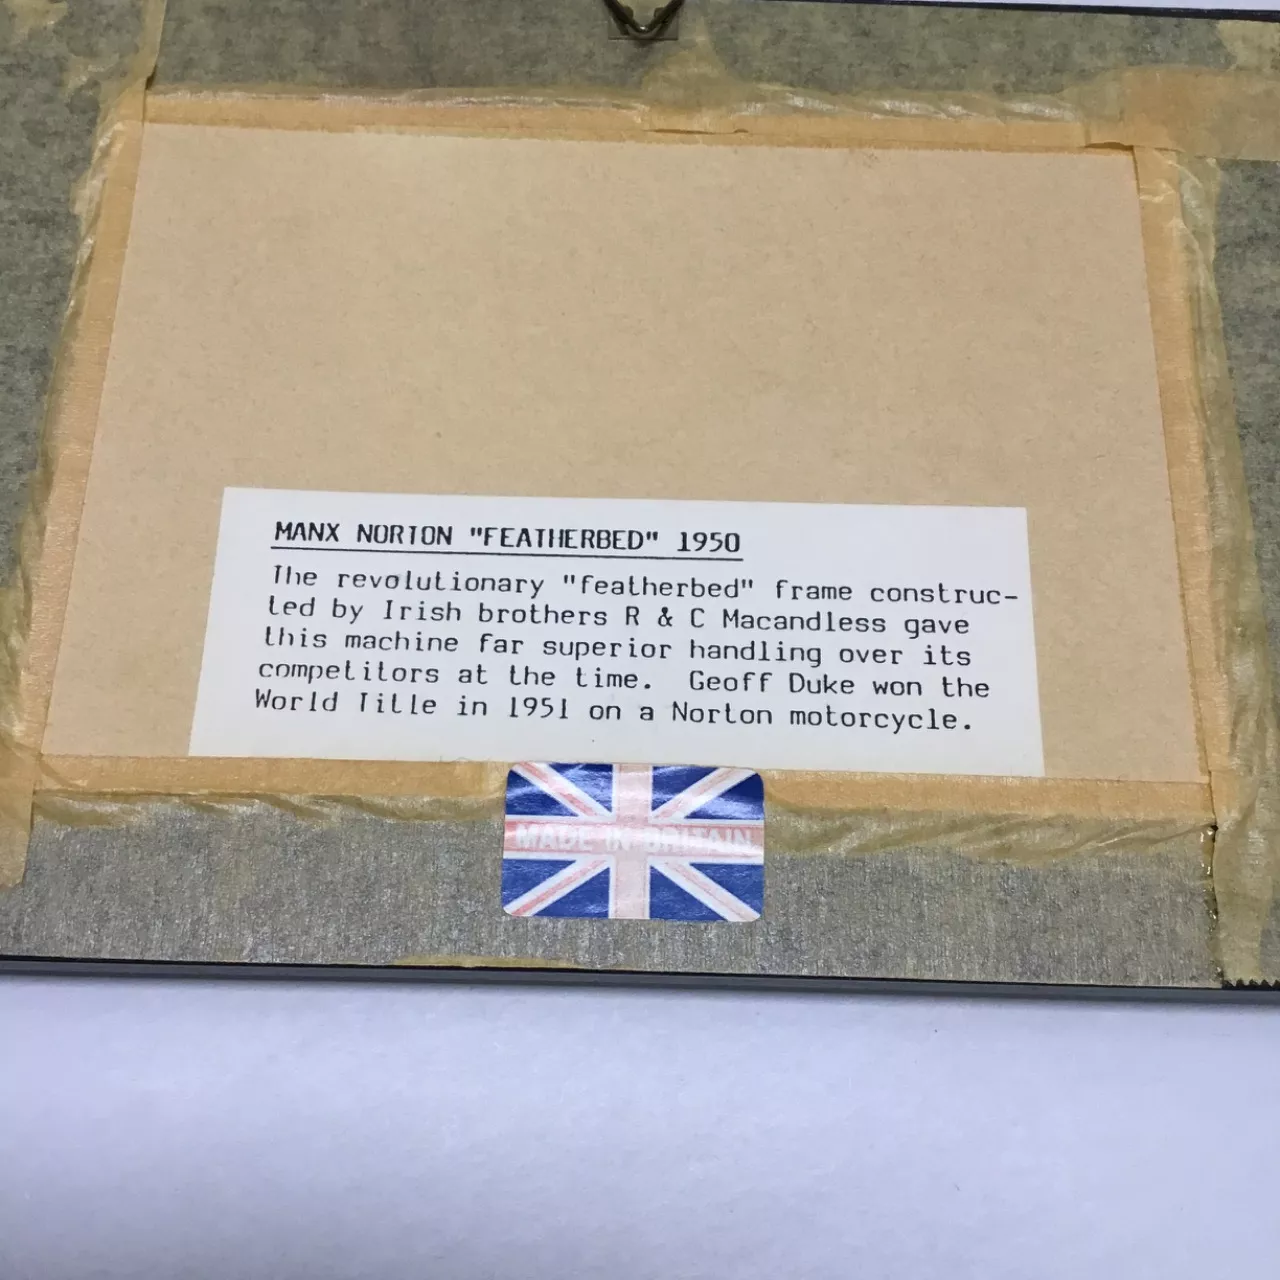 MANX NORTON "FEATHERBED" 1950
The revolutionary "featherbed" frame construc-
ted by Irish brothers R & C Macandless gave
this machine far superior handling over its
competitors at the time. Geoff Duke won the
World Title in 1951 on a Norton motorcycle.
MADE IN BRITAIN